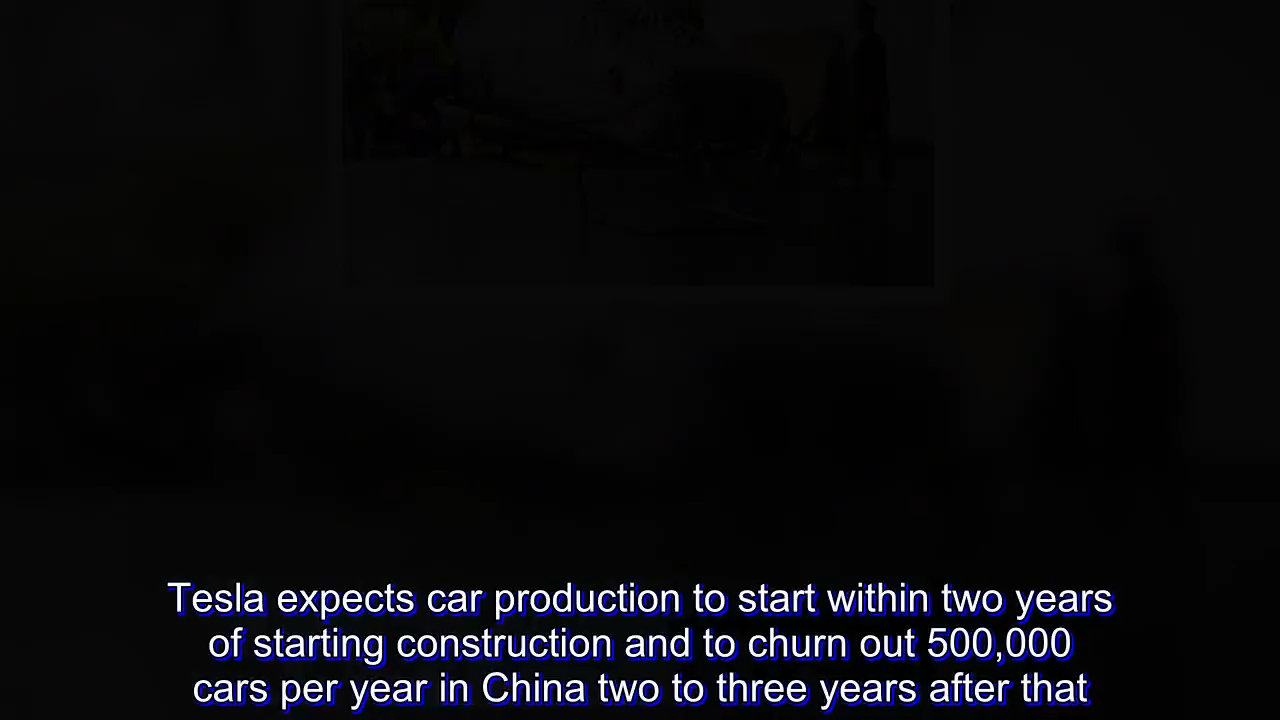 Tesla expects car production to start within two years
of starting construction and to churn out 500,000
cars per year in China two to three years after that